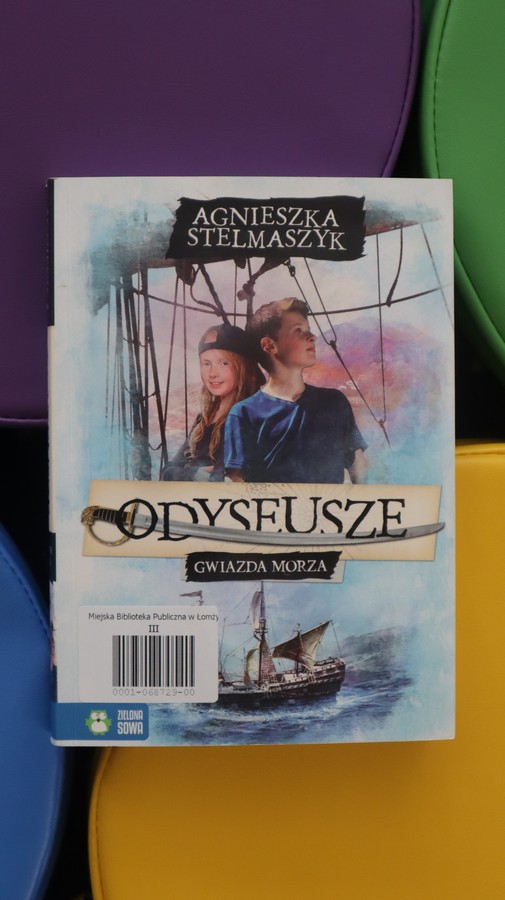 AGNIESZKA
STELMASZYK
ODYSEUSZE
GWIAZDA MORZA
Miejska Biblioteka Publiczna w Łomży
III
0001-068729-00
ZIELONA
SOWA